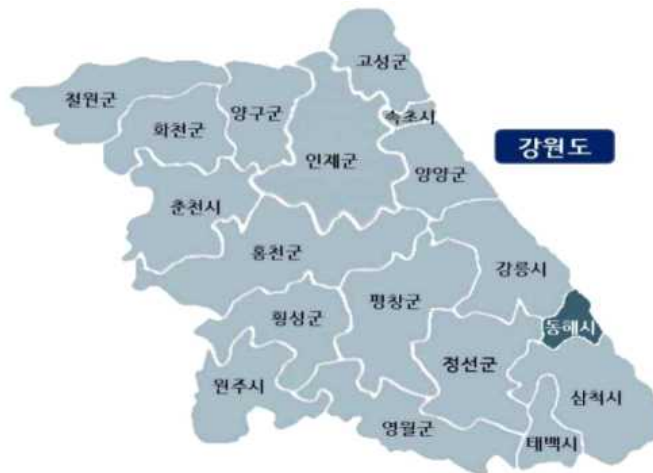 고성군
철원군
속초시
양구군
화천군
강원도
인제군
양양군
춘천시
홍천군
강릉시
평창군
횡성군
동해시
정선군
원주시
삼척시
영월군
태백시